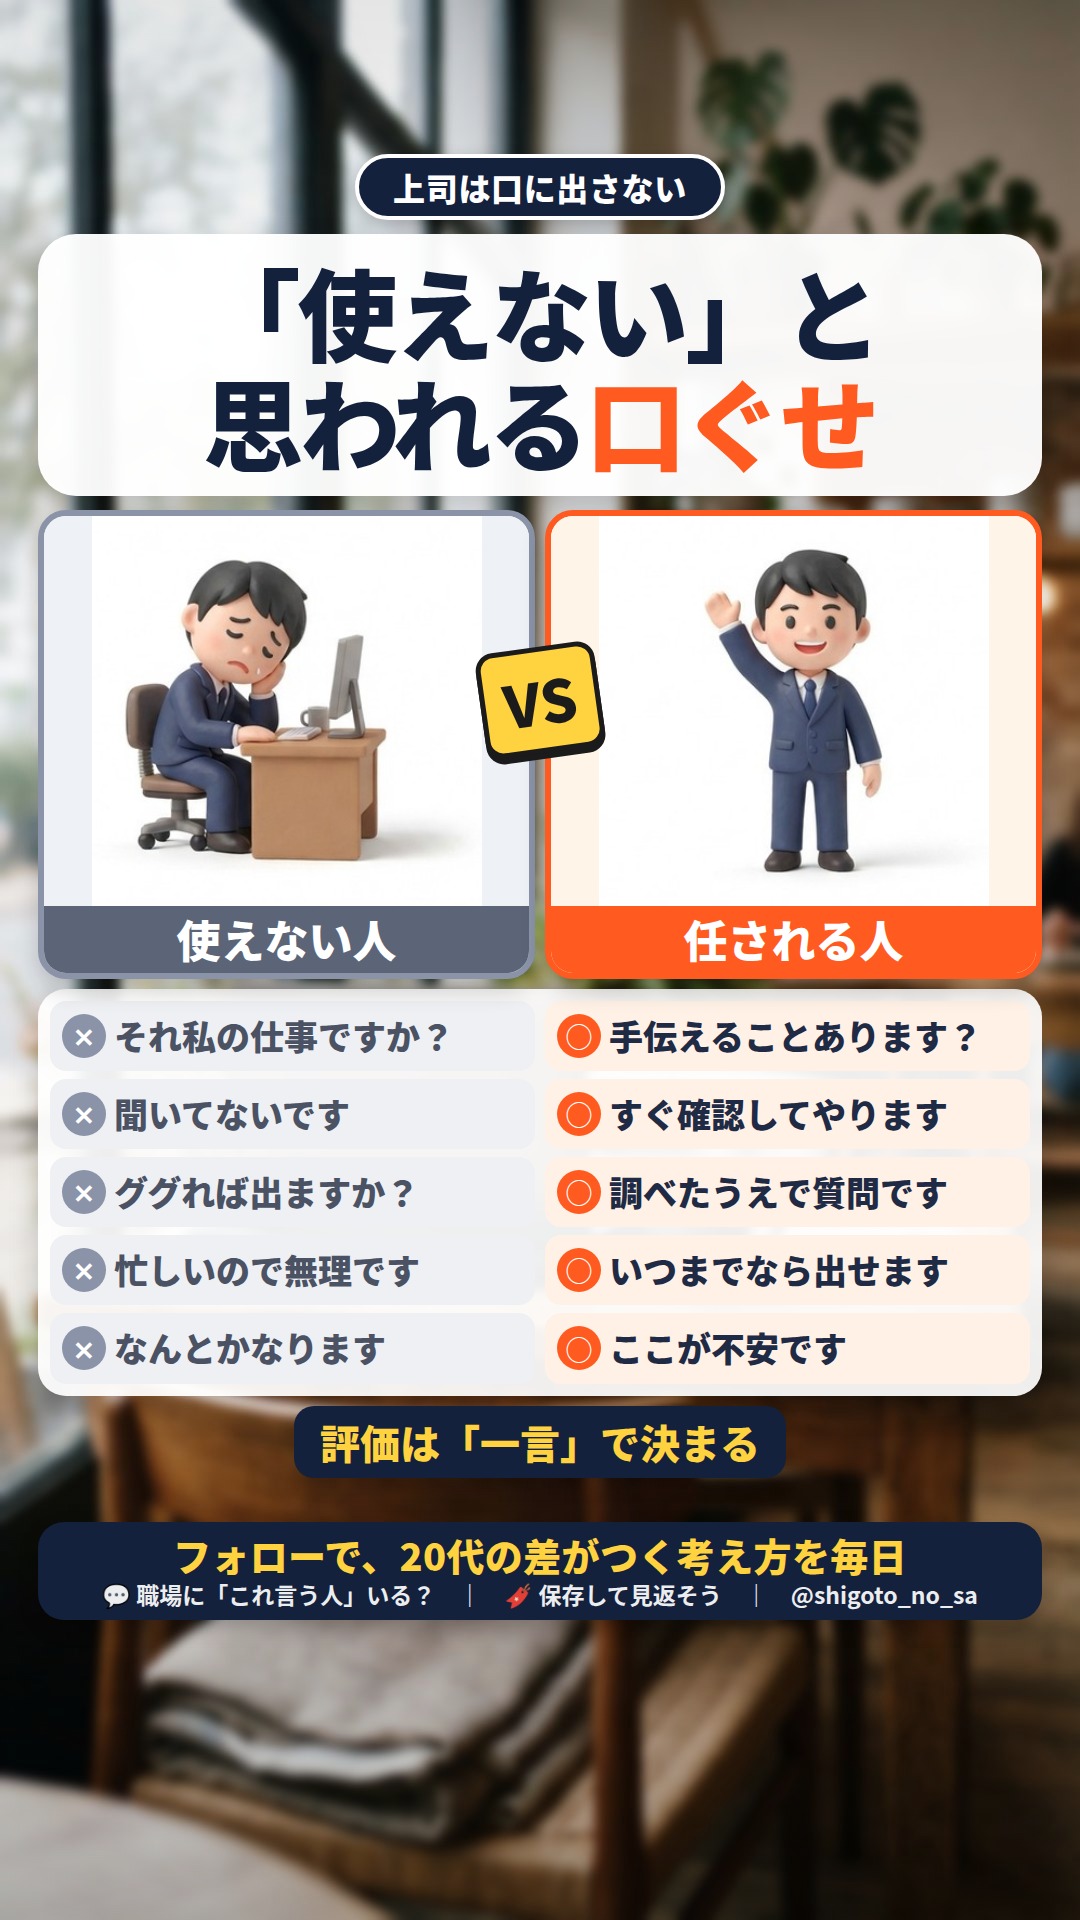 上司は口に出さない
「使えない」と
思われる口ぐせ
VS
使えない人
任される人
× それ私の仕事ですか？
○ 手伝えることあります？
× 聞いてないです
○ すぐ確認してやります
× ググれば出ますか？
○ 調べたうえで質問です
× 忙しいので無理です
○ いつまでなら出せます
× なんとかなります
○ ここが不安です
評価は「一言」で決まる
フォローで、20代の差がつく考え方を毎日
💬 職場に「これ言う人」いる？ ｜ 🔖 保存して見返そう ｜ @shigoto_no_sa